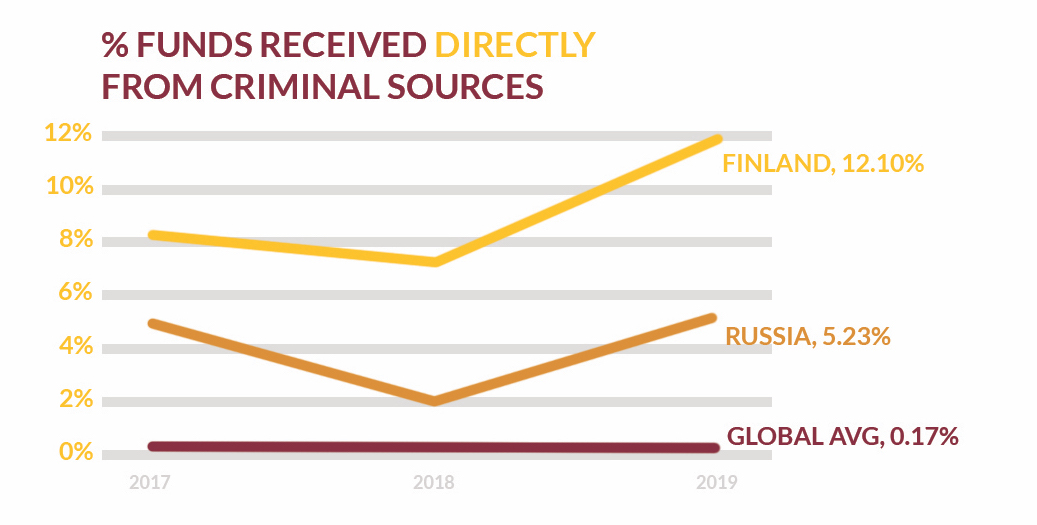 % FUNDS RECEIVED DIRECTLY
FROM CRIMINAL SOURCES
12%
FINLAND, 12.10%
10%
8%
6%
RUSSIA, 5.23%
4%
2%
GLOBAL AVG, 0.17%
0%
2017 2018 2019